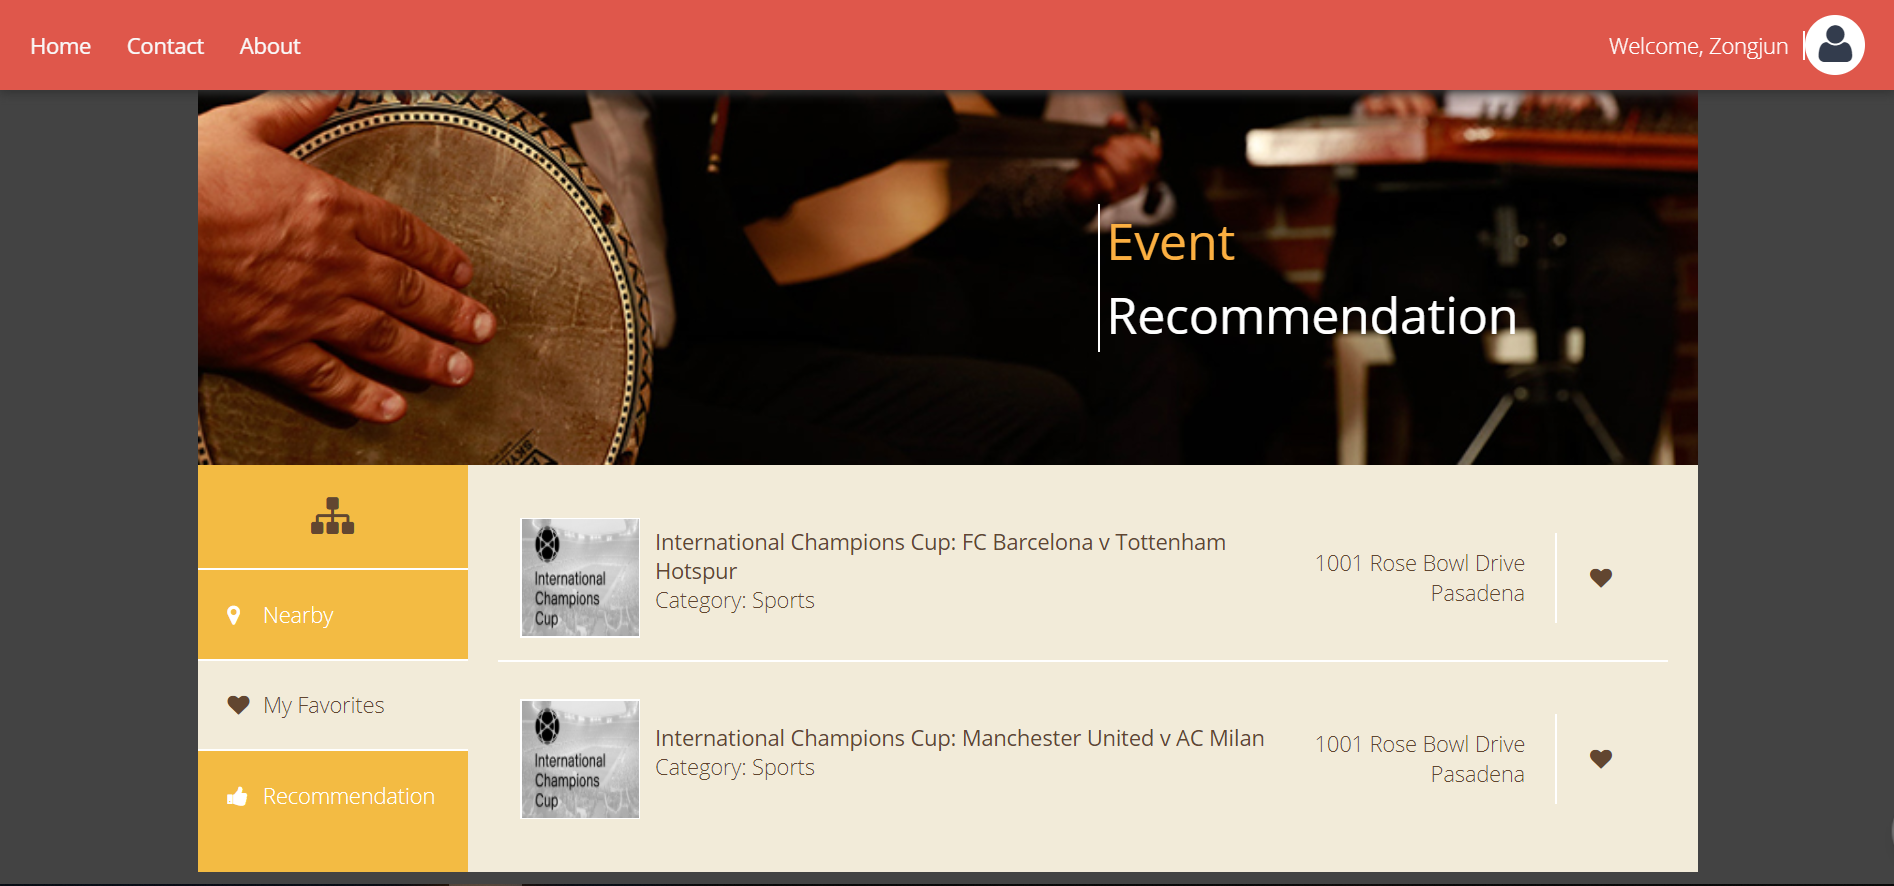 Home Contact About
Welcome, Zongjun
Event
Recommendation
Nearby
My Favorites
Recommendation
International
Champions
Cup
International Champions Cup: FC Barcelona v Tottenham
Hotspur
Category: Sports
1001 Rose Bowl Drive
Pasadena
International
Champions
Cup
International Champions Cup: Manchester United v AC Milan
Category: Sports
1001 Rose Bowl Drive
Pasadena